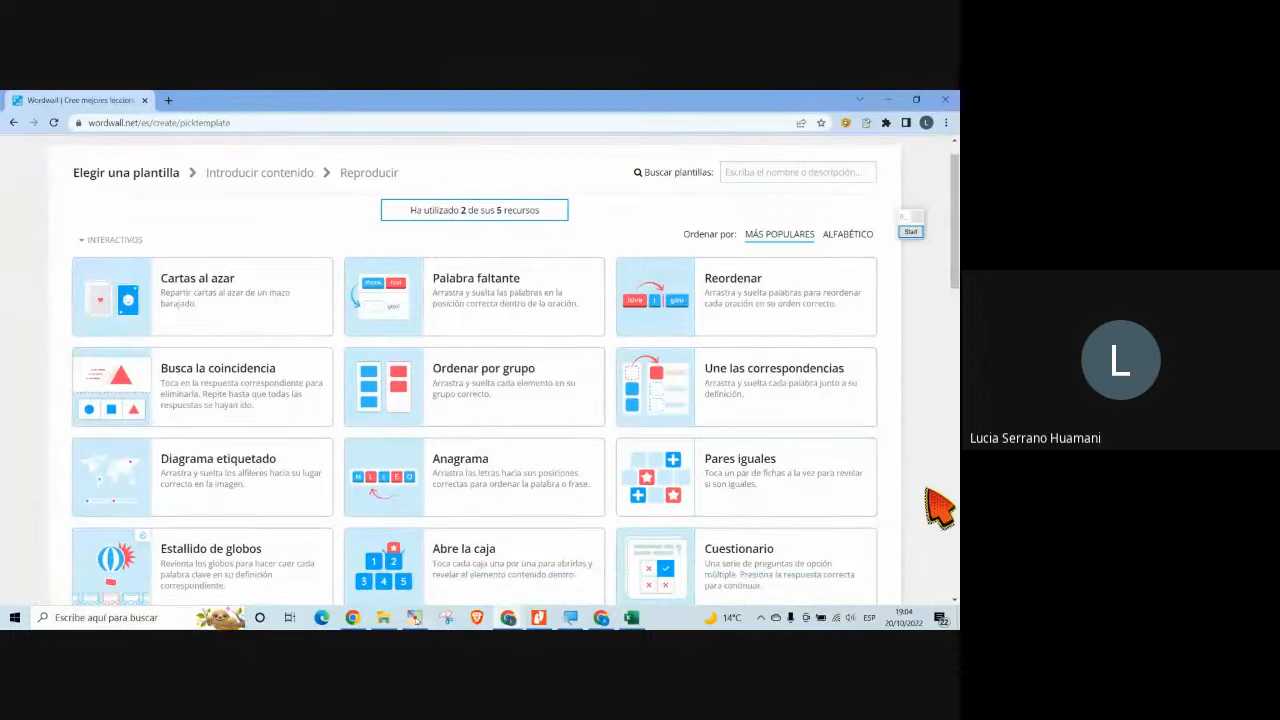 Wordwall | Cree mejores leccion
wordwall.net/es/create/picktemplate
L
Elegir una plantilla
Introducir contenido
Reproducir
Buscar plantillas:
Escriba el nombre o descripción...
Ha utilizado 2 de sus 5 recursos
INTERACTIVOS
Ordenar por:
MÁS POPULARES
ALFABÉTICO
Start
Cartas al azar
Repartir cartas al azar de un mazo
barajado.
Palabra faltante
Arrastra y suelta las palabras en la
posición correcta dentro de la oración.
Reordenar
Arrastra y suelta palabras para reordenar
cada oración en su orden correcto.
thank
you!
love
I
you
Busca la coincidencia
Toca en la respuesta correspondiente para
eliminarla. Repite hasta que todas las
respuestas se hayan ido.
Ordenar por grupo
Arrastra y suelta cada elemento en su
grupo correcto.
Une las correspondencias
Arrastra y suelta cada palabra junto a su
definición.
Diagrama etiquetado
Arrastra y suelta los alfileres hacia su lugar
correcto en la imagen.
Anagrama
Arrastra las letras hacia sus posiciones
correctas para ordenar la palabra o frase.
H L L E O
Pares iguales
Toca un par de fichas a la vez para revelar
si son iguales.
Estallido de globos
Revienta los globos para hacer caer cada
palabra clave en su definición
correspondiente.
Abre la caja
Toca cada caja una por una para abrirlas y
revelar el elemento contenido dentro.
1 2
3 4 5
Cuestionario
Una serie de preguntas de opción
múltiple. Presiona la respuesta correcta
para continuar.
Escribe aquí para buscar
14°C
ESP
19:04
20/10/2022
22
L
Lucia Serrano Huamani